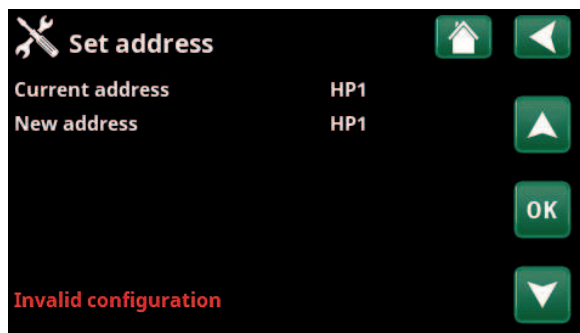 Set address
Current address HP1
New address HP1
OK
Invalid configuration